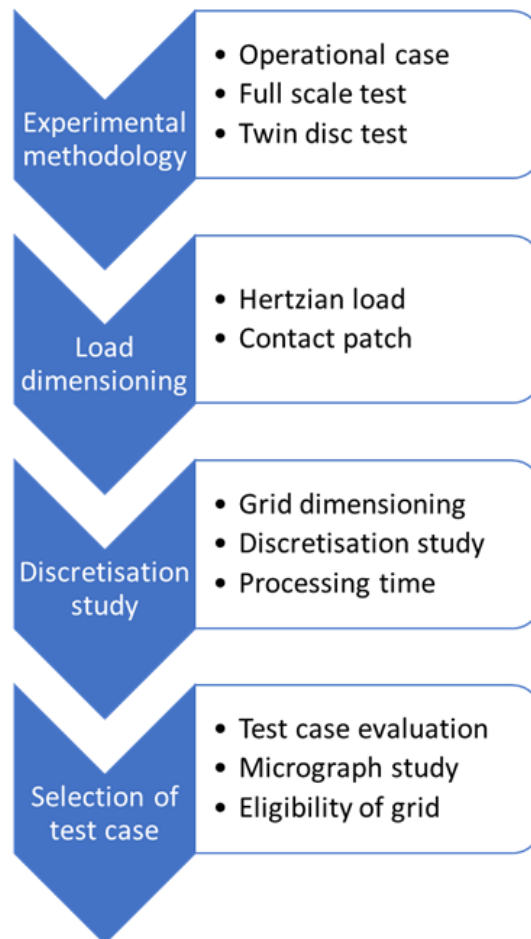 Experimental
methodology
• Operational case
• Full scale test
• Twin disc test
Load
dimensioning
• Hertzian load
• Contact patch
Discretisation
study
• Grid dimensioning
• Discretisation study
• Processing time
Selection of
test case
• Test case evaluation
• Micrograph study
• Eligibility of grid